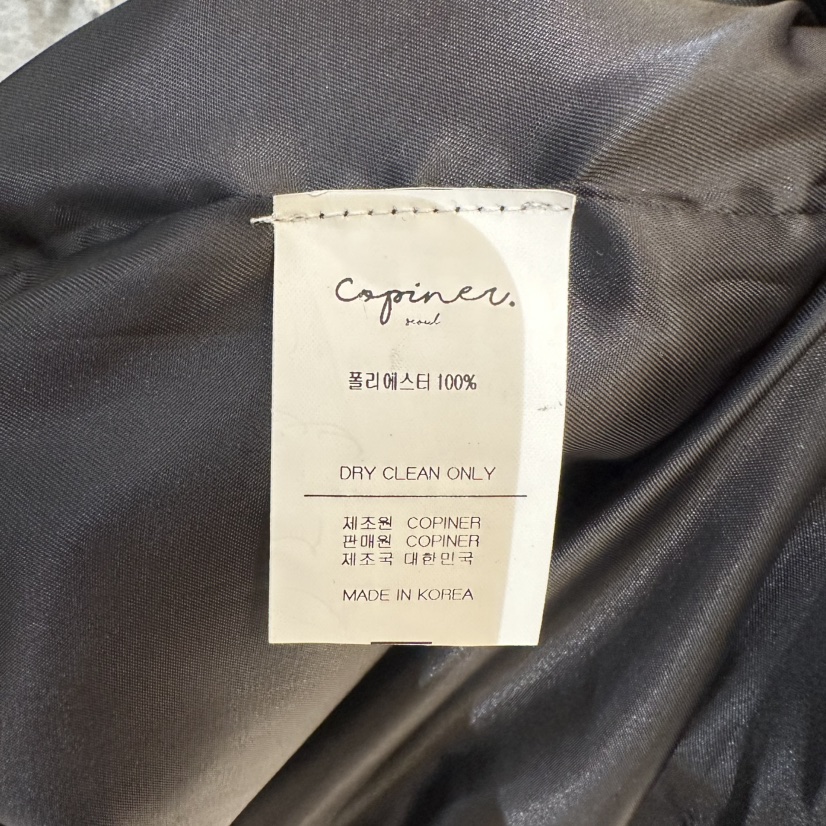 Copiner.
seoul
폴리에스터 100%
DRY CLEAN ONLY
제조원 COPINER
판매원 COPINER
제조국 대한민국
MADE IN KOREA